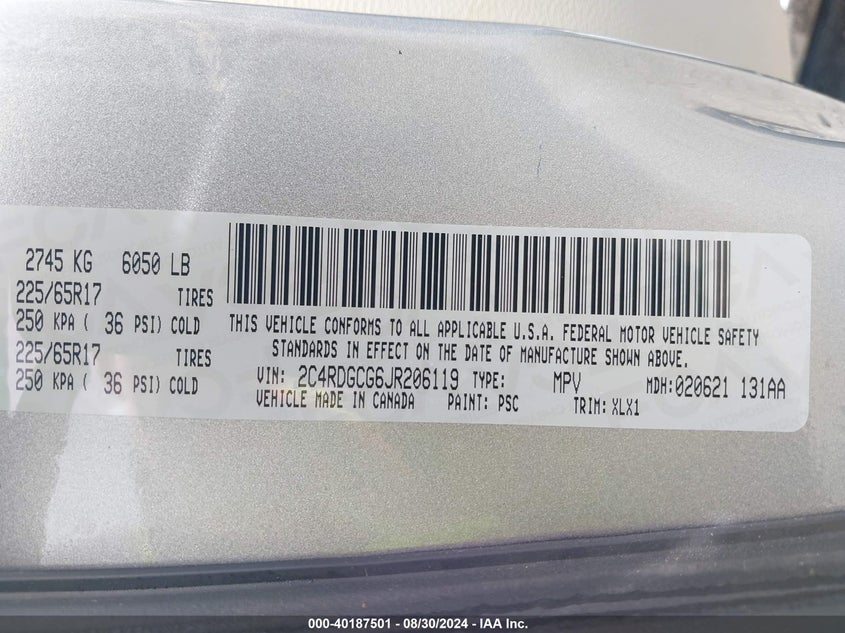 2745 KG 6050 LB
225/65R17 TIRES
250 KPA ( 36 PSI) COLD
225/65R17 TIRES
250 KPA ( 36 PSI) COLD
THIS VEHICLE CONFORMS TO ALL APPLICABLE U.S.A. FEDERAL MOTOR VEHICLE SAFETY
STANDARDS IN EFFECT ON THE DATE OF MANUFACTURE SHOWN ABOVE.
VIN: 2C4RDGCG6JR206119 TYPE: MPV MDH:020621 131AA
VEHICLE MADE IN CANADA PAINT: PSC TRIM: XLX1
000-40187501 - 08/30/2024 - IAA Inc.